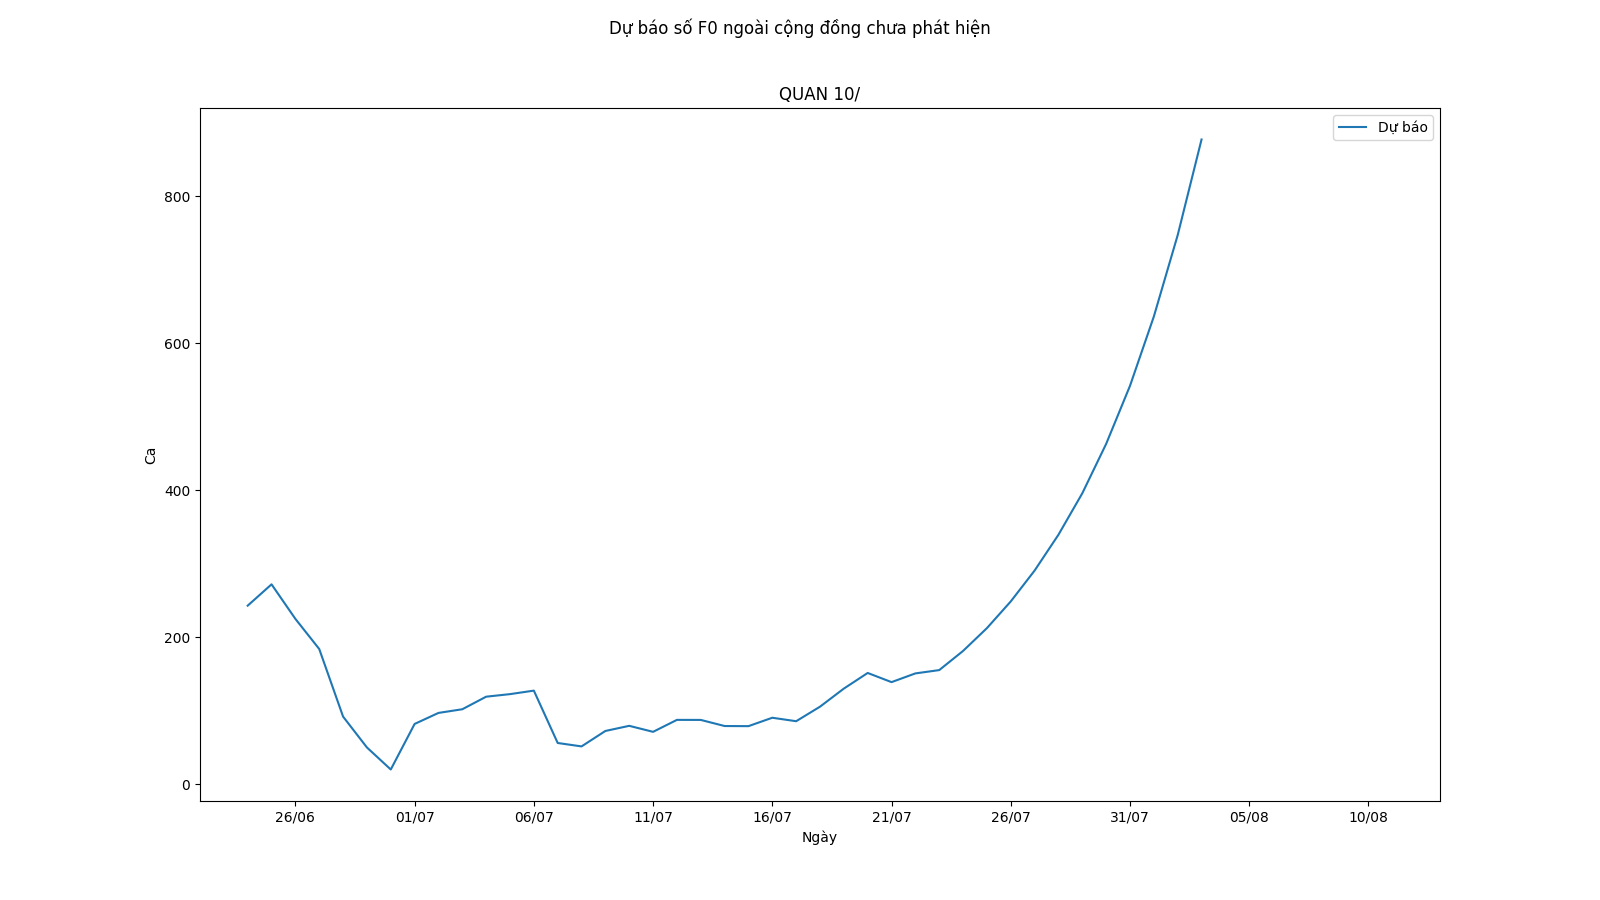 Dự báo số F0 ngoài cộng đồng chưa phát hiện
QUAN 10/
Dự báo
800
600
400
200
0
Ca
26/06 01/07 06/07 11/07 16/07 21/07 26/07 31/07 05/08 10/08
Ngày